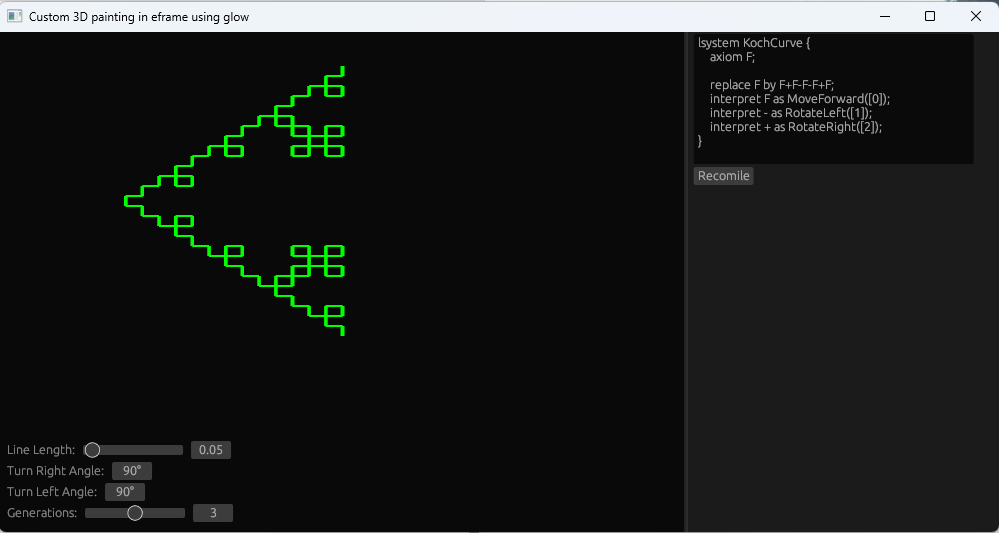 Custom 3D painting in eframe using glow
lsystem KochCurve {
    axiom F;
    replace F by F+F-F-F+F;
    interpret F as MoveForward([0]);
    interpret - as RotateLeft([1]);
    interpret + as RotateRight([2]);
}
Recomile
Line Length: 0.05
Turn Right Angle: 90°
Turn Left Angle: 90°
Generations: 3